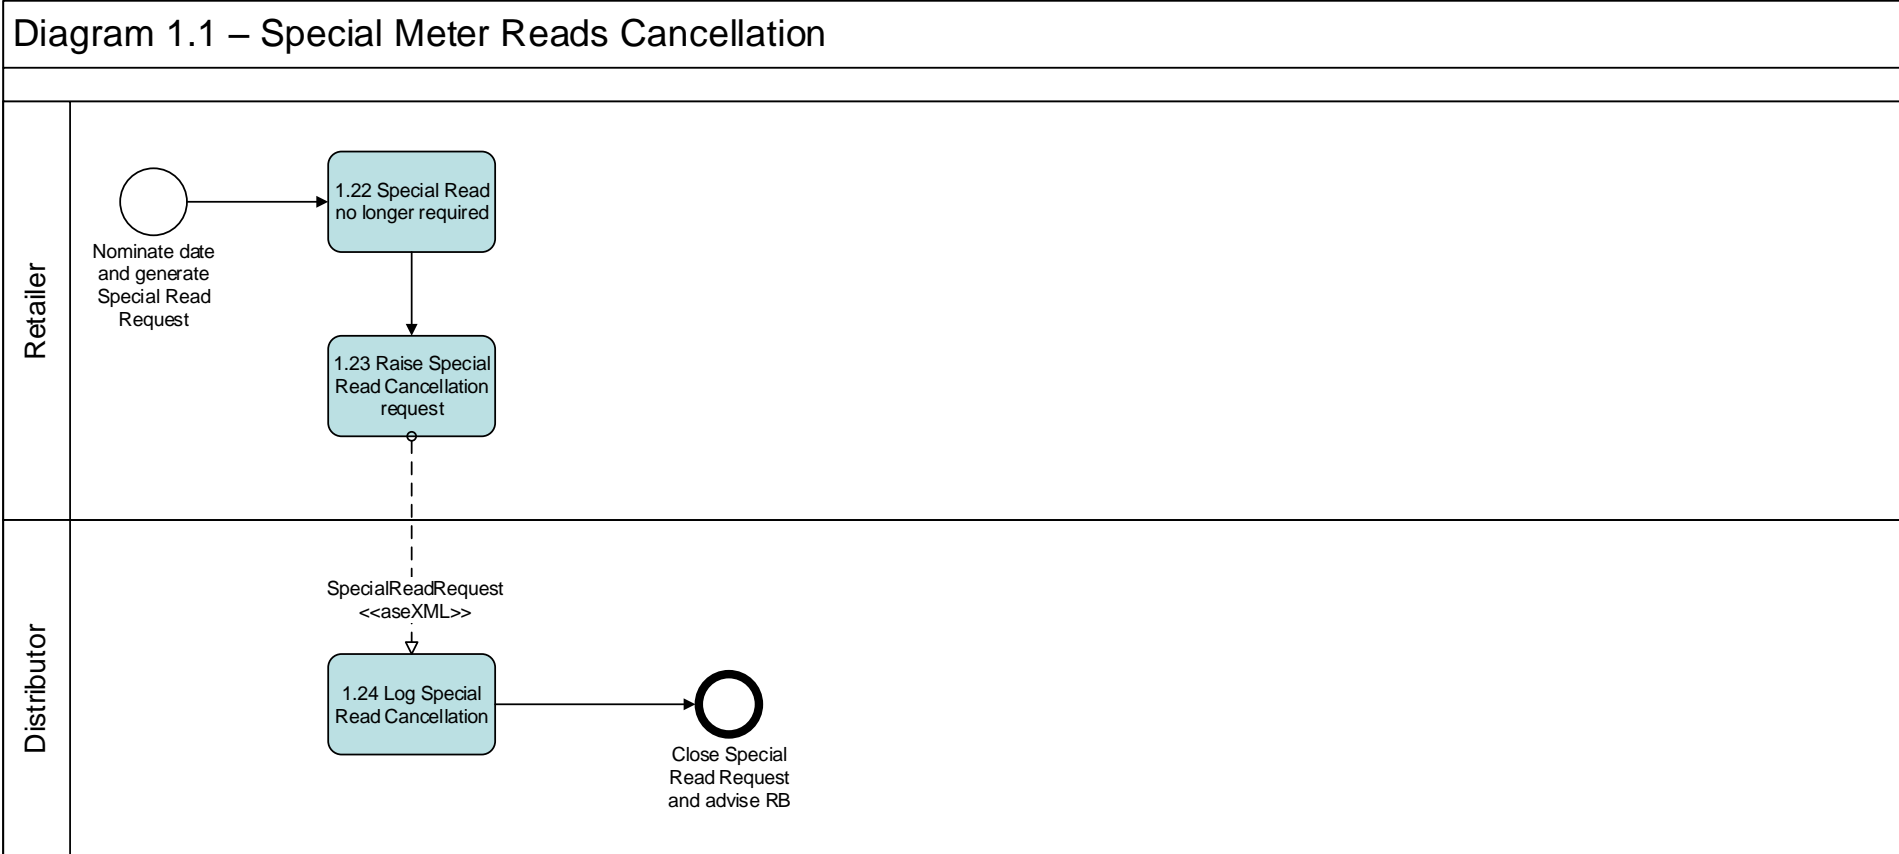 Diagram 1.1 – Special Meter Reads Cancellation
Retailer
Nominate date
and generate
Special Read
Request
1.22 Special Read
no longer required
1.23 Raise Special
Read Cancellation
request
SpecialReadRequest
<<aseXML>>
Distributor
1.24 Log Special
Read Cancellation
Close Special
Read Request
and advise RB